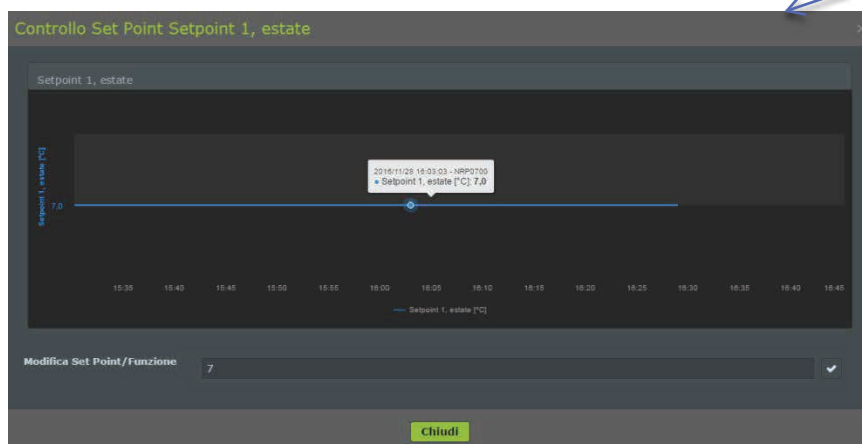 Controllo Set Point Setpoint 1, estate
Setpoint 1, estate
Setpoint 1, estate [°C]
2016/11/28 16:03:03 - NRP0700
Setpoint 1, estate [°C]: 7,0
7,0
15:35 15:40 15:45 15:50 15:55 16:00 16:05 16:10 16:15 16:20 16:25 16:30 16:35 16:40 16:45
Setpoint 1, estate [°C]
Modifica Set Point/Funzione
7
Chiudi